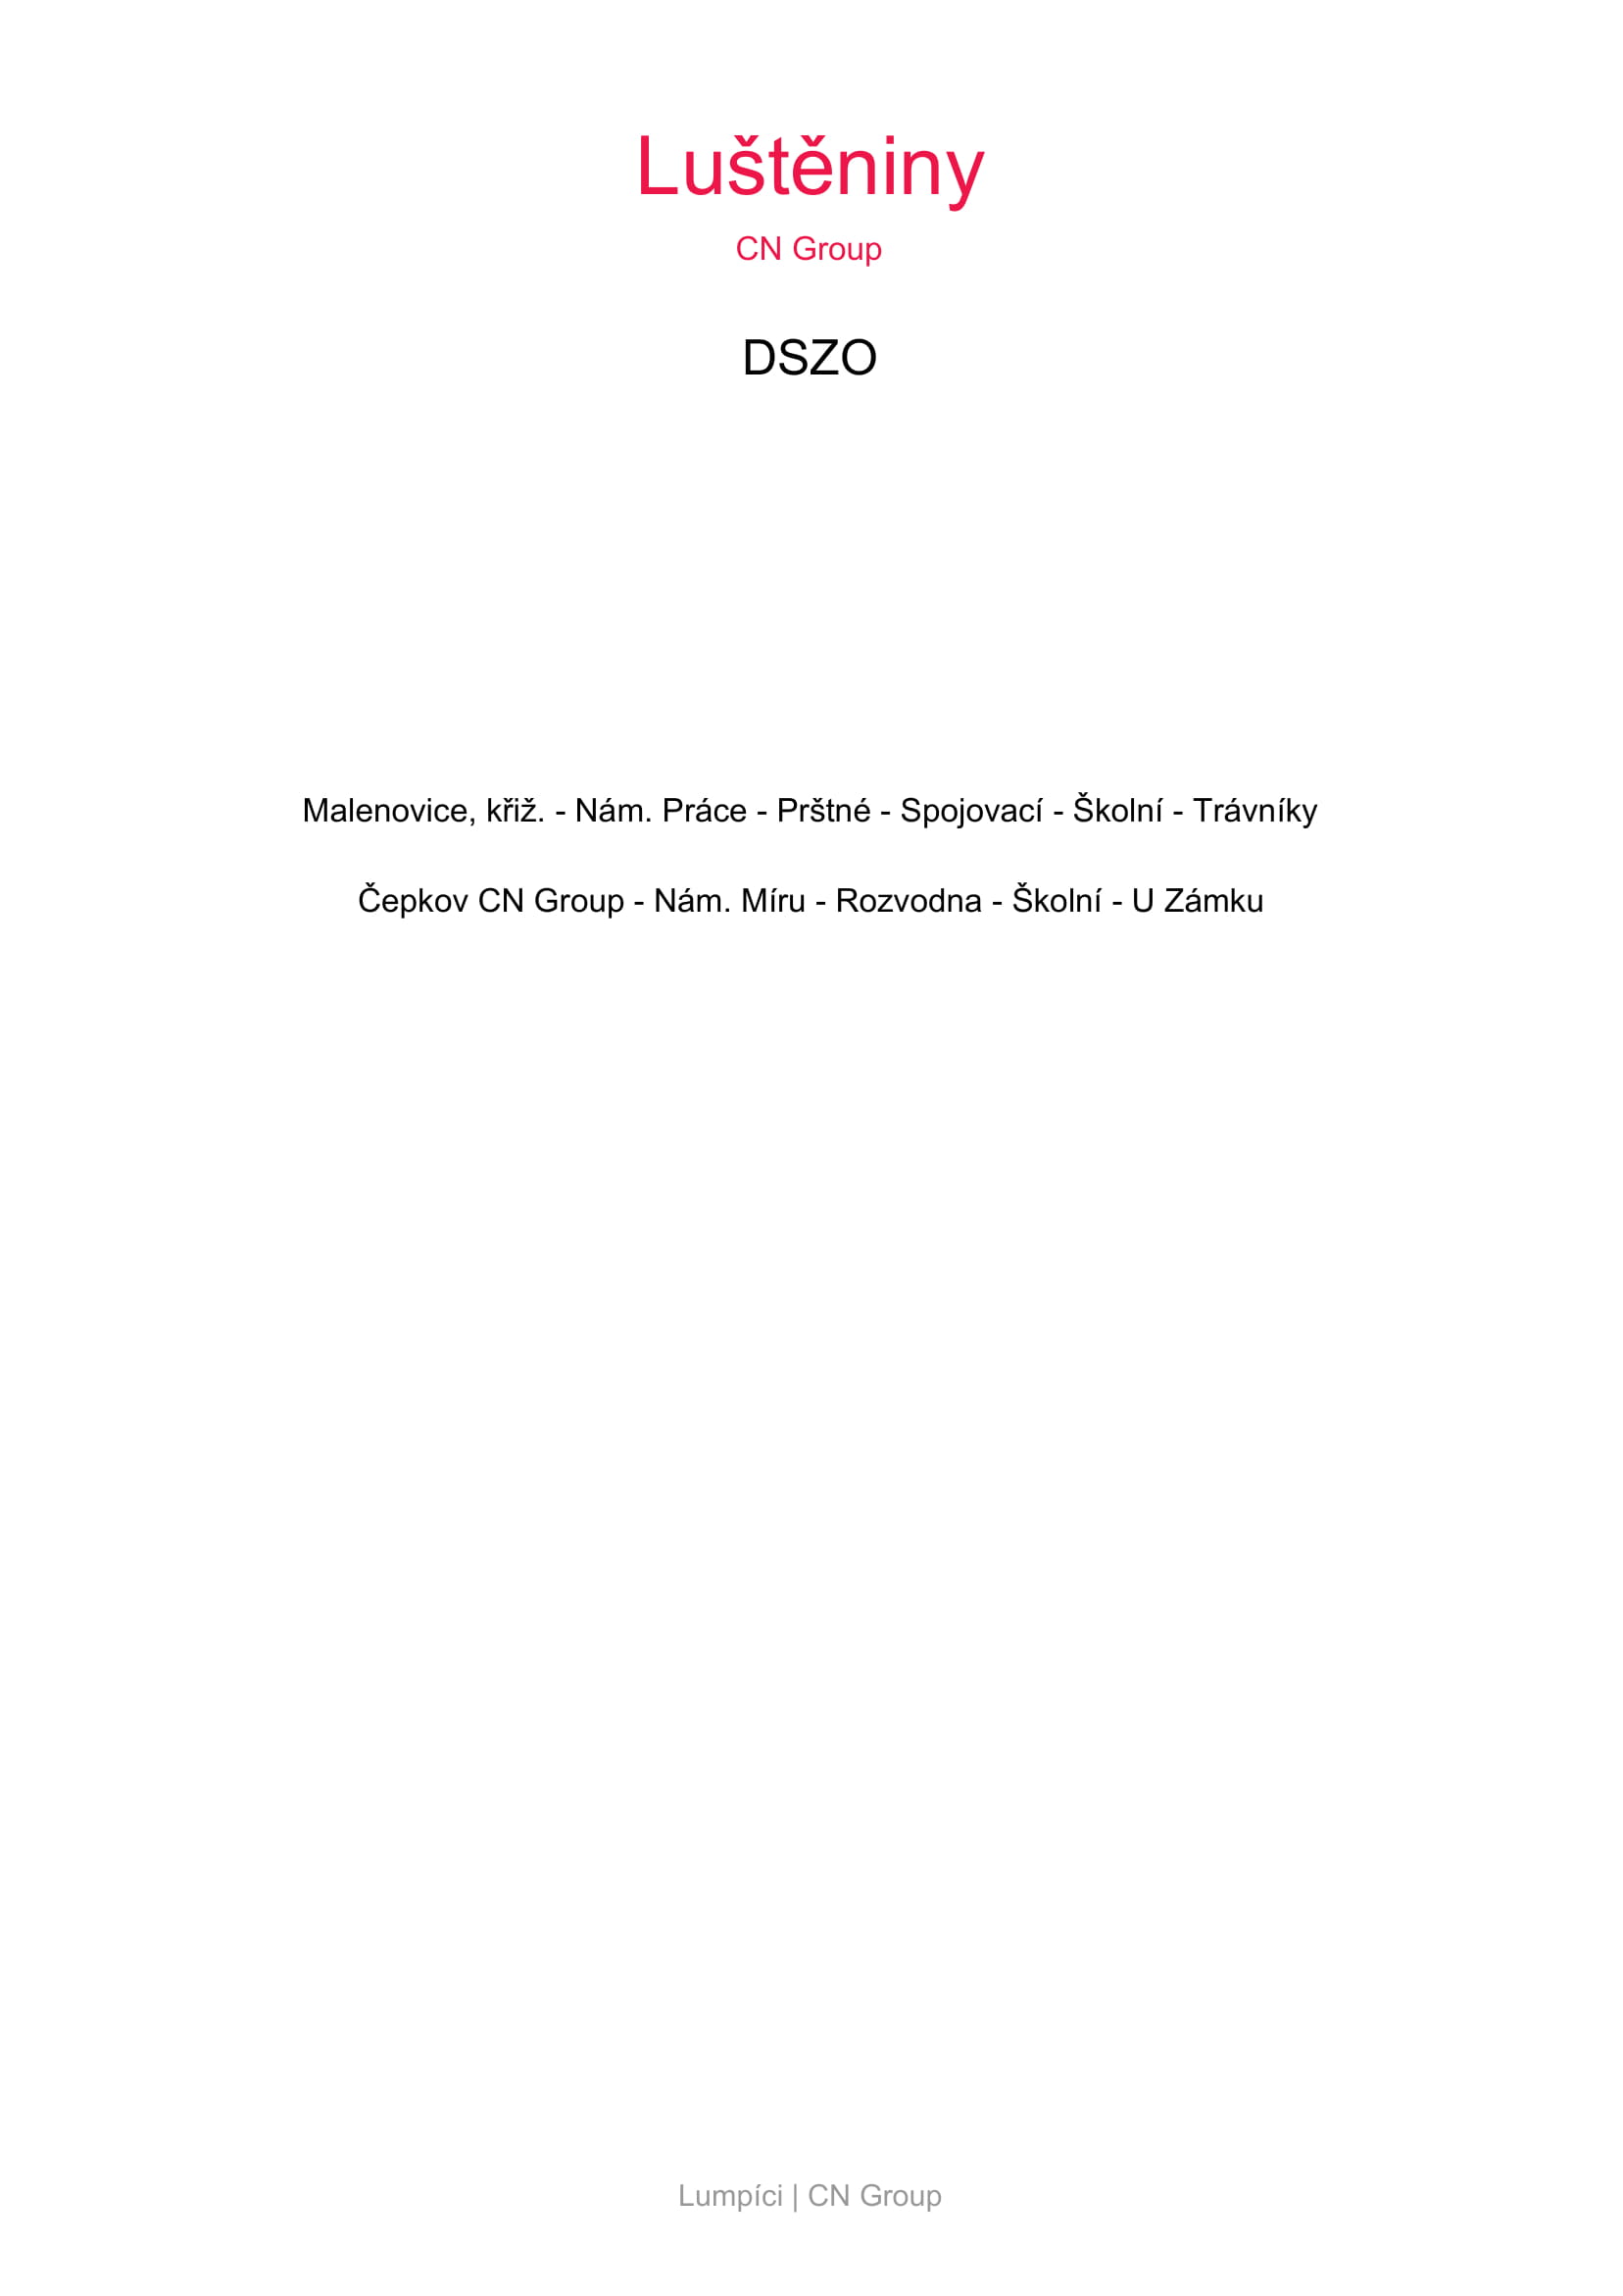 Luštěniny
CN Group
DSZO
Malenovice, křiž. - Nám. Práce - Prštné - Spojovací - Školní - Trávníky
Čepkov CN Group - Nám. Míru - Rozvodna - Školní - U Zámku
Lumpíci | CN Group